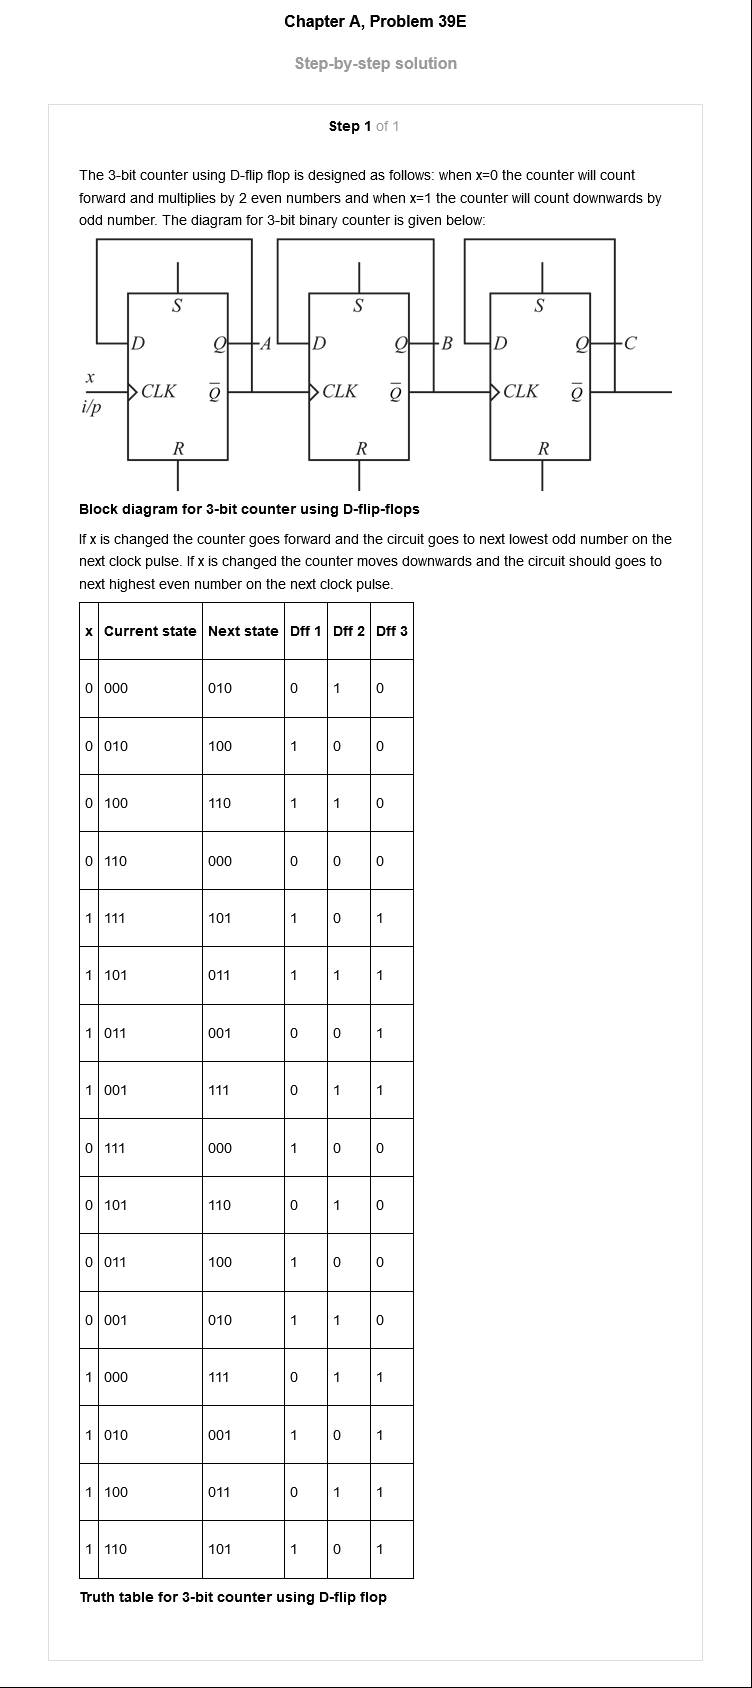 Chapter A, Problem 39E
Step-by-step solution
Step 1 of 1
The 3-bit counter using D-flip flop is designed as follows: when x=0 the counter will count
forward and multiplies by 2 even numbers and when x=1 the counter will count downwards by
odd number. The diagram for 3-bit binary counter is given below:
S S S
D Q A D Q B D Q C
x
i/p
CLK Q̅ CLK Q̅ CLK Q̅
R R R
Block diagram for 3-bit counter using D-flip-flops
If x is changed the counter goes forward and the circuit goes to next lowest odd number on the
next clock pulse. If x is changed the counter moves downwards and the circuit should goes to
next highest even number on the next clock pulse.
x Current state Next state Dff 1 Dff 2 Dff 3
0 000 010 0 1 0
0 010 100 1 0 0
0 100 110 1 1 0
0 110 000 0 0 0
1 111 101 1 0 1
1 101 011 1 1 1
1 011 001 0 0 1
1 001 111 0 1 1
0 111 000 1 0 0
0 101 110 0 1 0
0 011 100 1 0 0
0 001 010 1 1 0
1 000 111 0 1 1
1 010 001 1 0 1
1 100 011 0 1 1
1 110 101 1 0 1
Truth table for 3-bit counter using D-flip flop